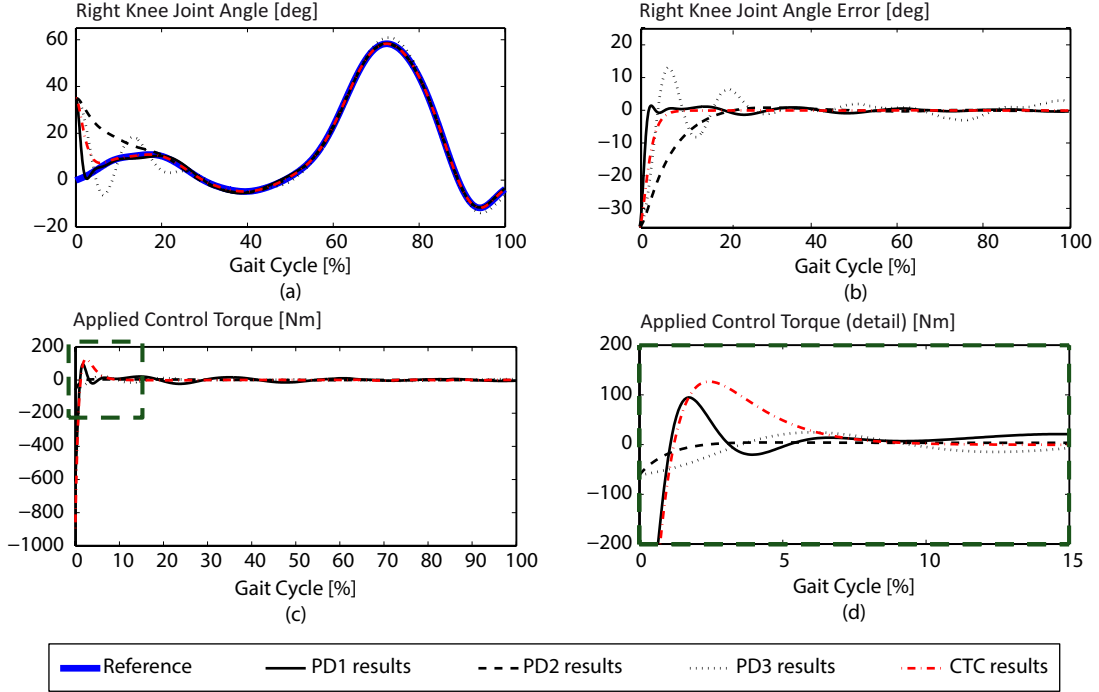 Right Knee Joint Angle [deg]
60
40
20
0
−20
0
20
40
60
80
100
Gait Cycle [%]
(a)
Right Knee Joint Angle Error [deg]
20
10
0
−10
−20
−30
0
20
40
60
80
100
Gait Cycle [%]
(b)
Applied Control Torque [Nm]
200
0
−200
−400
−600
−800
−1000
0
10
20
30
40
50
60
70
80
90
100
Gait Cycle [%]
(c)
Applied Control Torque (detail) [Nm]
200
100
0
−100
−200
0
5
10
15
Gait Cycle [%]
(d)
Reference
PD1 results
PD2 results
PD3 results
CTC results